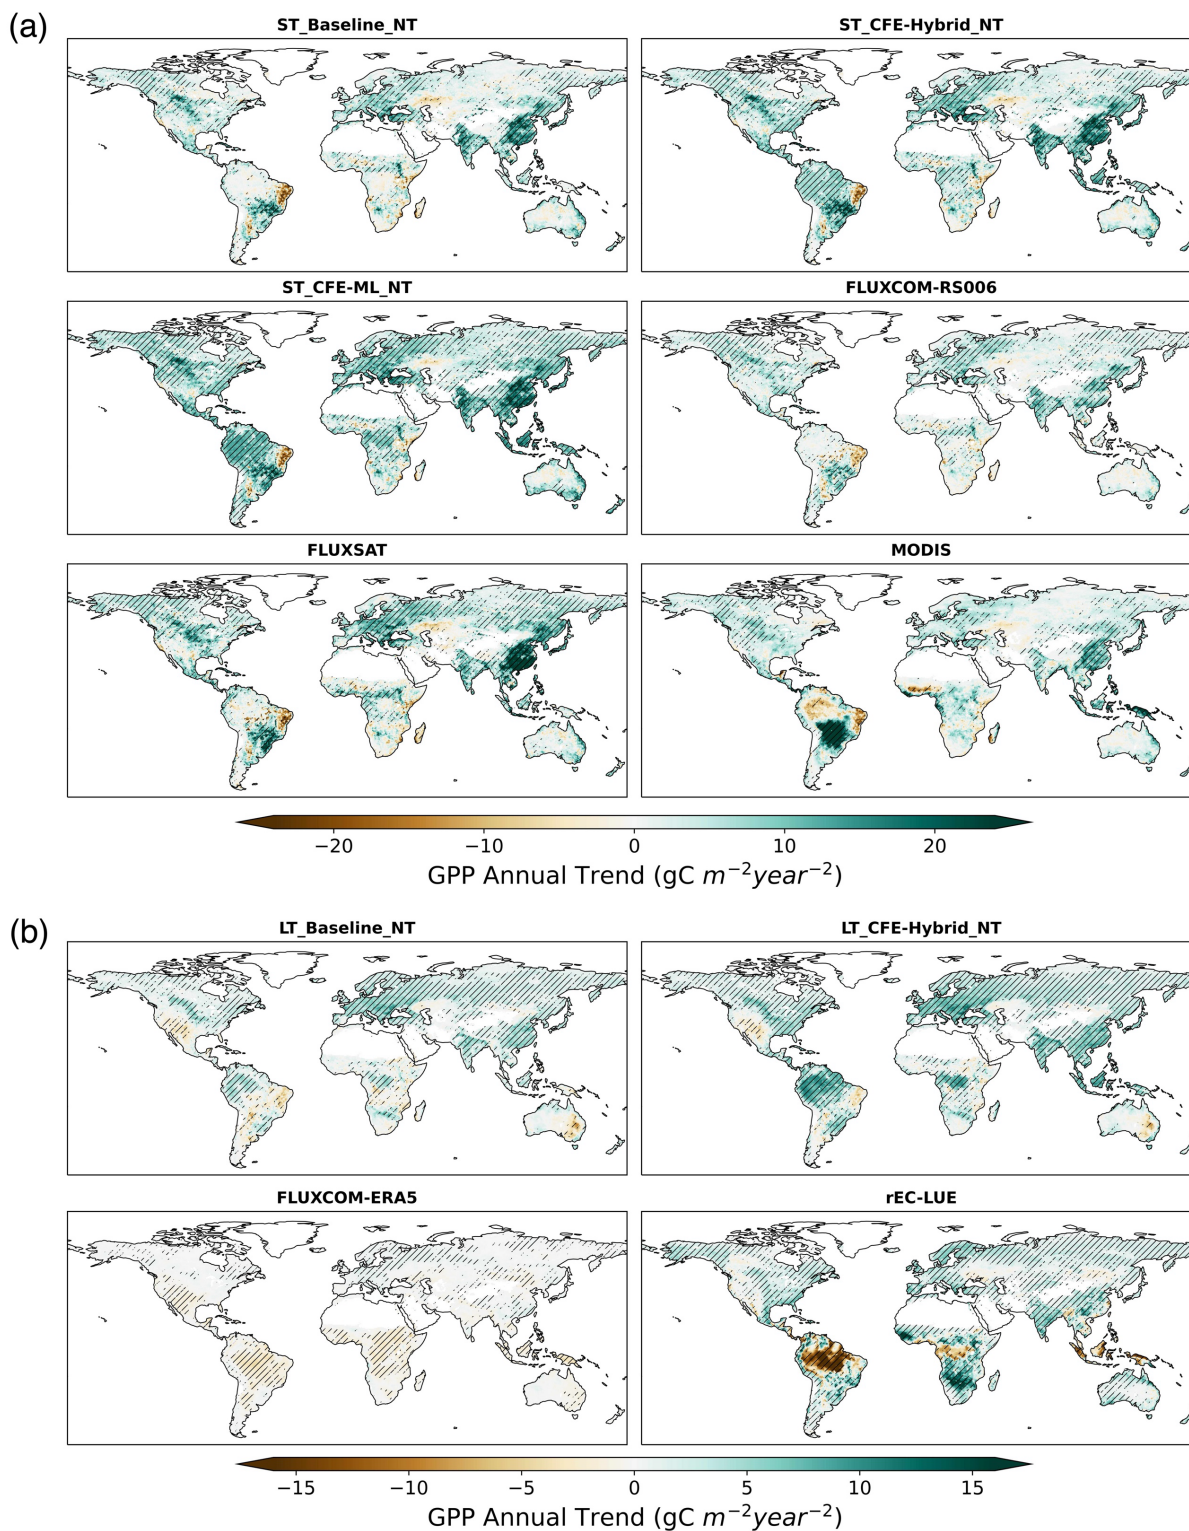 (a)
ST_Baseline_NT
ST_CFE-Hybrid_NT
ST_CFE-ML_NT
FLUXCOM-RS006
FLUXSAT
MODIS
−20 −10 0 10 20
GPP Annual Trend (gC m⁻²year⁻²)
(b)
LT_Baseline_NT
LT_CFE-Hybrid_NT
FLUXCOM-ERA5
rEC-LUE
−15 −10 −5 0 5 10 15
GPP Annual Trend (gC m⁻²year⁻²)